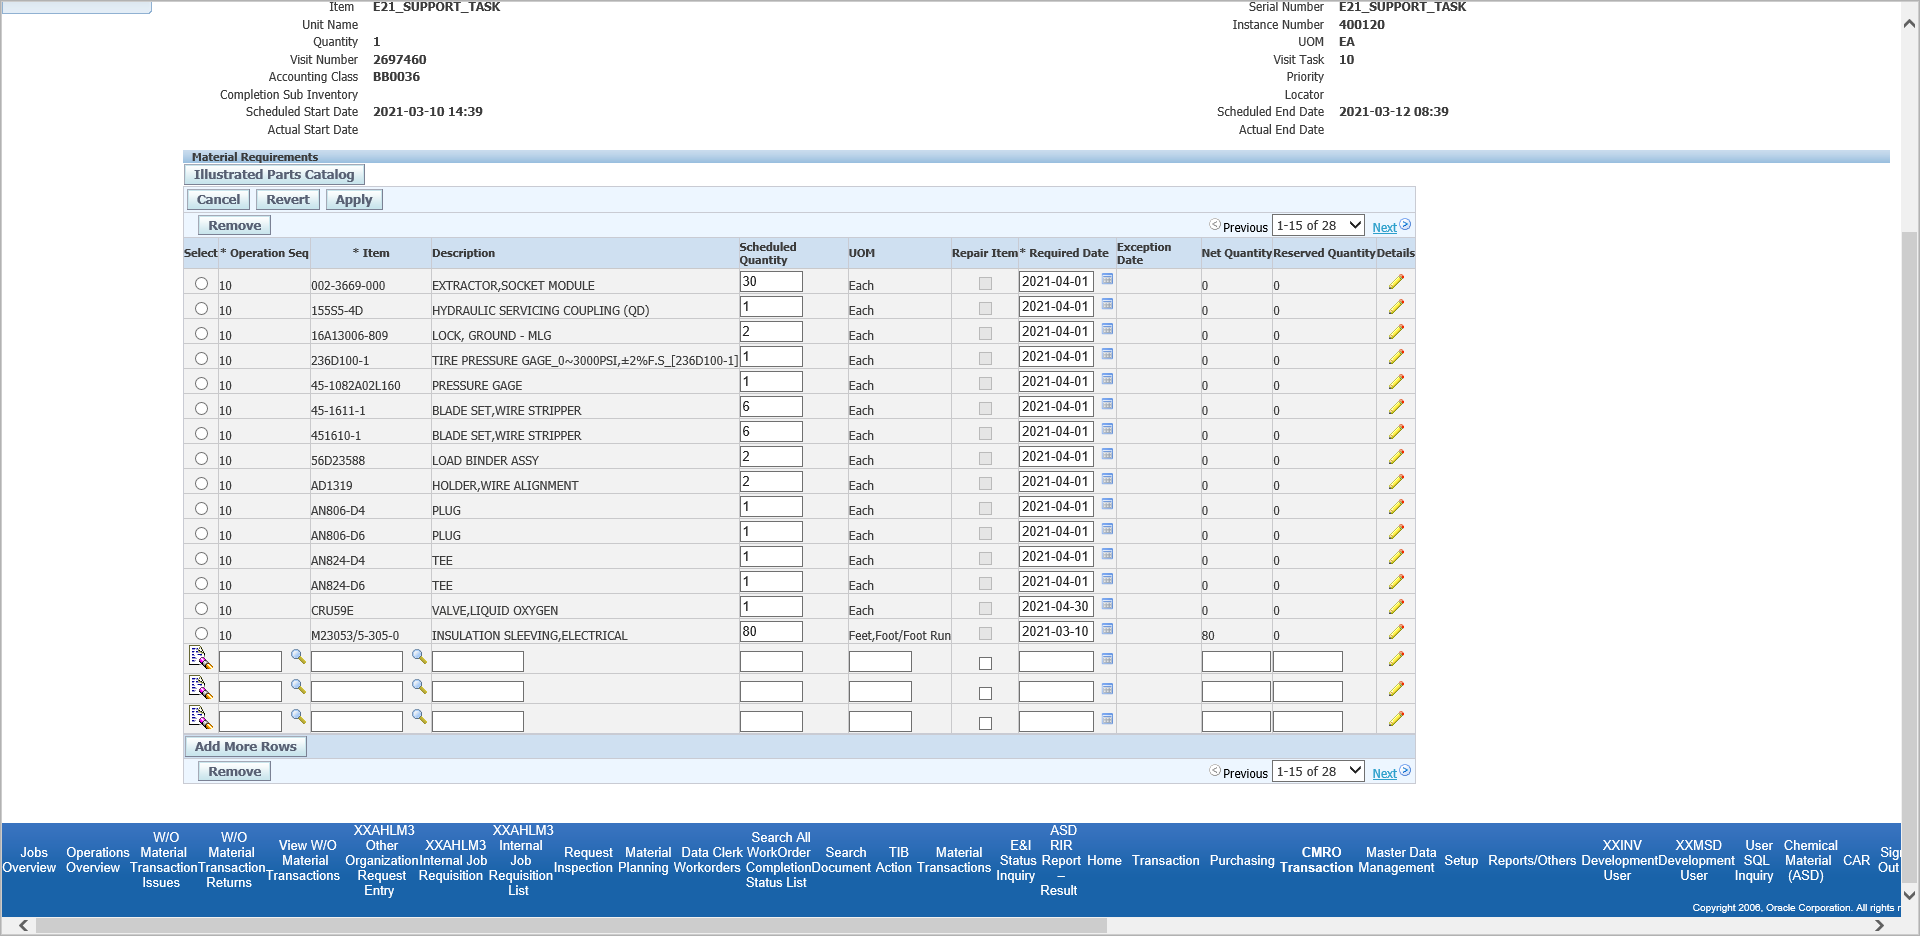 Item E21_SUPPORT_TASK Serial Number E21_SUPPORT_TASK
Unit Name Instance Number 400120
Quantity 1 UOM EA
Visit Number 2697460 Visit Task 10
Accounting Class BB0036 Priority
Completion Sub Inventory Locator
Scheduled Start Date 2021-03-10 14:39 Scheduled End Date 2021-03-12 08:39
Actual Start Date Actual End Date
Material Requirements
Illustrated Parts Catalog
Cancel Revert Apply
Remove Previous 1-15 of 28 Next
Select * Operation Seq * Item Description Scheduled Quantity UOM Repair Item * Required Date Exception Date Net Quantity Reserved Quantity Details
10 002-3669-000 EXTRACTOR,SOCKET MODULE 30 Each 2021-04-01 0 0
10 155S5-4D HYDRAULIC SERVICING COUPLING (QD) 1 Each 2021-04-01 0 0
10 16A13006-809 LOCK, GROUND - MLG 2 Each 2021-04-01 0 0
10 236D100-1 TIRE PRESSURE GAGE_0~3000PSI,±2%F.S_[236D100-1] 1 Each 2021-04-01 0 0
10 45-1082A02L160 PRESSURE GAGE 1 Each 2021-04-01 0 0
10 45-1611-1 BLADE SET,WIRE STRIPPER 6 Each 2021-04-01 0 0
10 451610-1 BLADE SET,WIRE STRIPPER 6 Each 2021-04-01 0 0
10 56D23588 LOAD BINDER ASSY 2 Each 2021-04-01 0 0
10 AD1319 HOLDER,WIRE ALIGNMENT 2 Each 2021-04-01 0 0
10 AN806-D4 PLUG 1 Each 2021-04-01 0 0
10 AN806-D6 PLUG 1 Each 2021-04-01 0 0
10 AN824-D4 TEE 1 Each 2021-04-01 0 0
10 AN824-D6 TEE 1 Each 2021-04-01 0 0
10 CRU59E VALVE,LIQUID OXYGEN 1 Each 2021-04-30 0 0
10 M23053/5-305-0 INSULATION SLEEVING,ELECTRICAL 80 Feet,Foot/Foot Run 2021-03-10 80 0
Add More Rows
Remove Previous 1-15 of 28 Next
Jobs Overview
Operations Overview
W/O Material Transaction Issues
W/O Material Transaction Returns
View W/O Material Transactions
XXAHLM3 Other Organization Request Entry
XXAHLM3 Internal Job Requisition
XXAHLM3 Internal Job Requisition List
Request Inspection
Material Planning
Data Clerk Workorders
Search All WorkOrder Completion Status List
Search Document
TIB Action
Material Transactions
E&I Status Inquiry
ASD RIR Report – Result
Home
Transaction
Purchasing
CMRO Transaction
Master Data Management
Setup
Reports/Others
XXINV Development User
XXMSD Development User
User SQL Inquiry
Chemical Material (ASD)
CAR
Sig Out
Copyright 2006, Oracle Corporation. All rights r